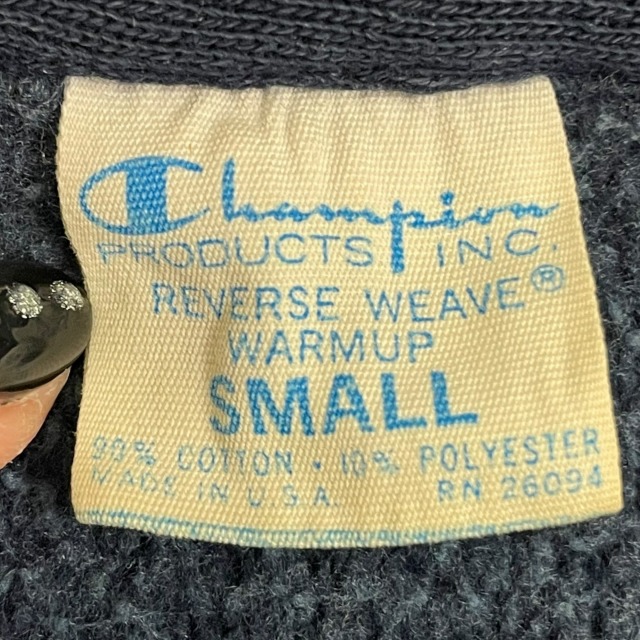 Champion
PRODUCTS INC.
REVERSE WEAVE®
WARMUP
SMALL
90% COTTON · 10% POLYESTER
MADE IN U.S.A. RN 26094